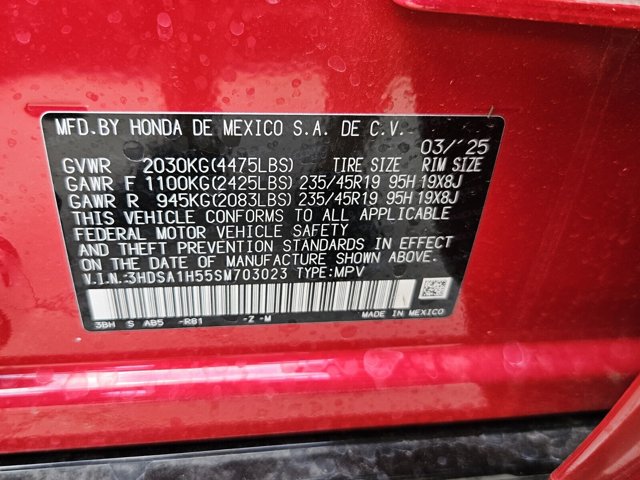 MFD.BY HONDA DE MEXICO S.A. DE C.V. 03/'25
GVWR 2030KG(4475LBS) TIRE SIZE RIM SIZE
GAWR F 1100KG(2425LBS) 235/45R19 95H 19X8J
GAWR R 945KG(2083LBS) 235/45R19 95H 19X8J
THIS VEHICLE CONFORMS TO ALL APPLICABLE
FEDERAL MOTOR VEHICLE SAFETY
AND THEFT PREVENTION STANDARDS IN EFFECT
ON THE DATE OF MANUFACTURE SHOWN ABOVE.
V.I.N.:3HDSA1H55SM703023 TYPE:MPV
3BH S AB5 -R81 -Z -M MADE IN MEXICO